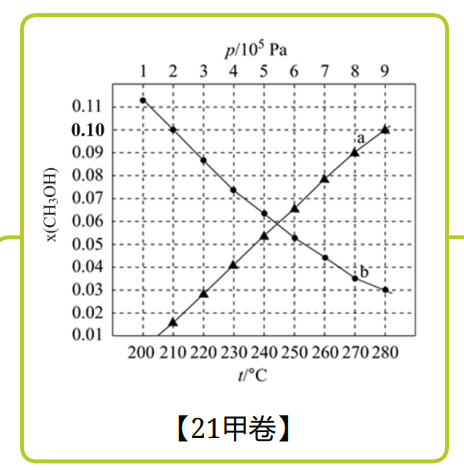 p/10⁵ Pa
1 2 3 4 5 6 7 8 9
0.11
0.10
0.09
0.08
0.07
0.06
0.05
0.04
0.03
0.02
0.01
x(CH₃OH)
a
b
200 210 220 230 240 250 260 270 280
t/°C
【21甲卷】